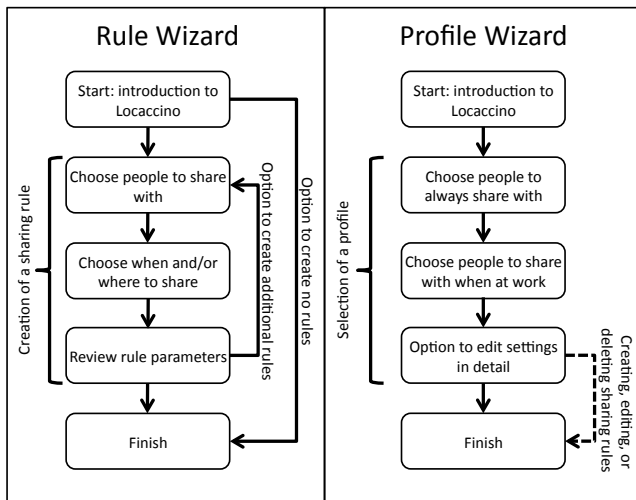 Rule Wizard
Start: introduction to
Locaccino
Choose people to share
with
Choose when and/or
where to share
Review rule parameters
Finish
Creation of a sharing rule
Option to create additional rules
Option to create no rules
Profile Wizard
Start: introduction to
Locaccino
Choose people to
always share with
Choose people to share
with when at work
Option to edit settings
in detail
Finish
Selection of a profile
Creating, editing, or
deleting sharing rules